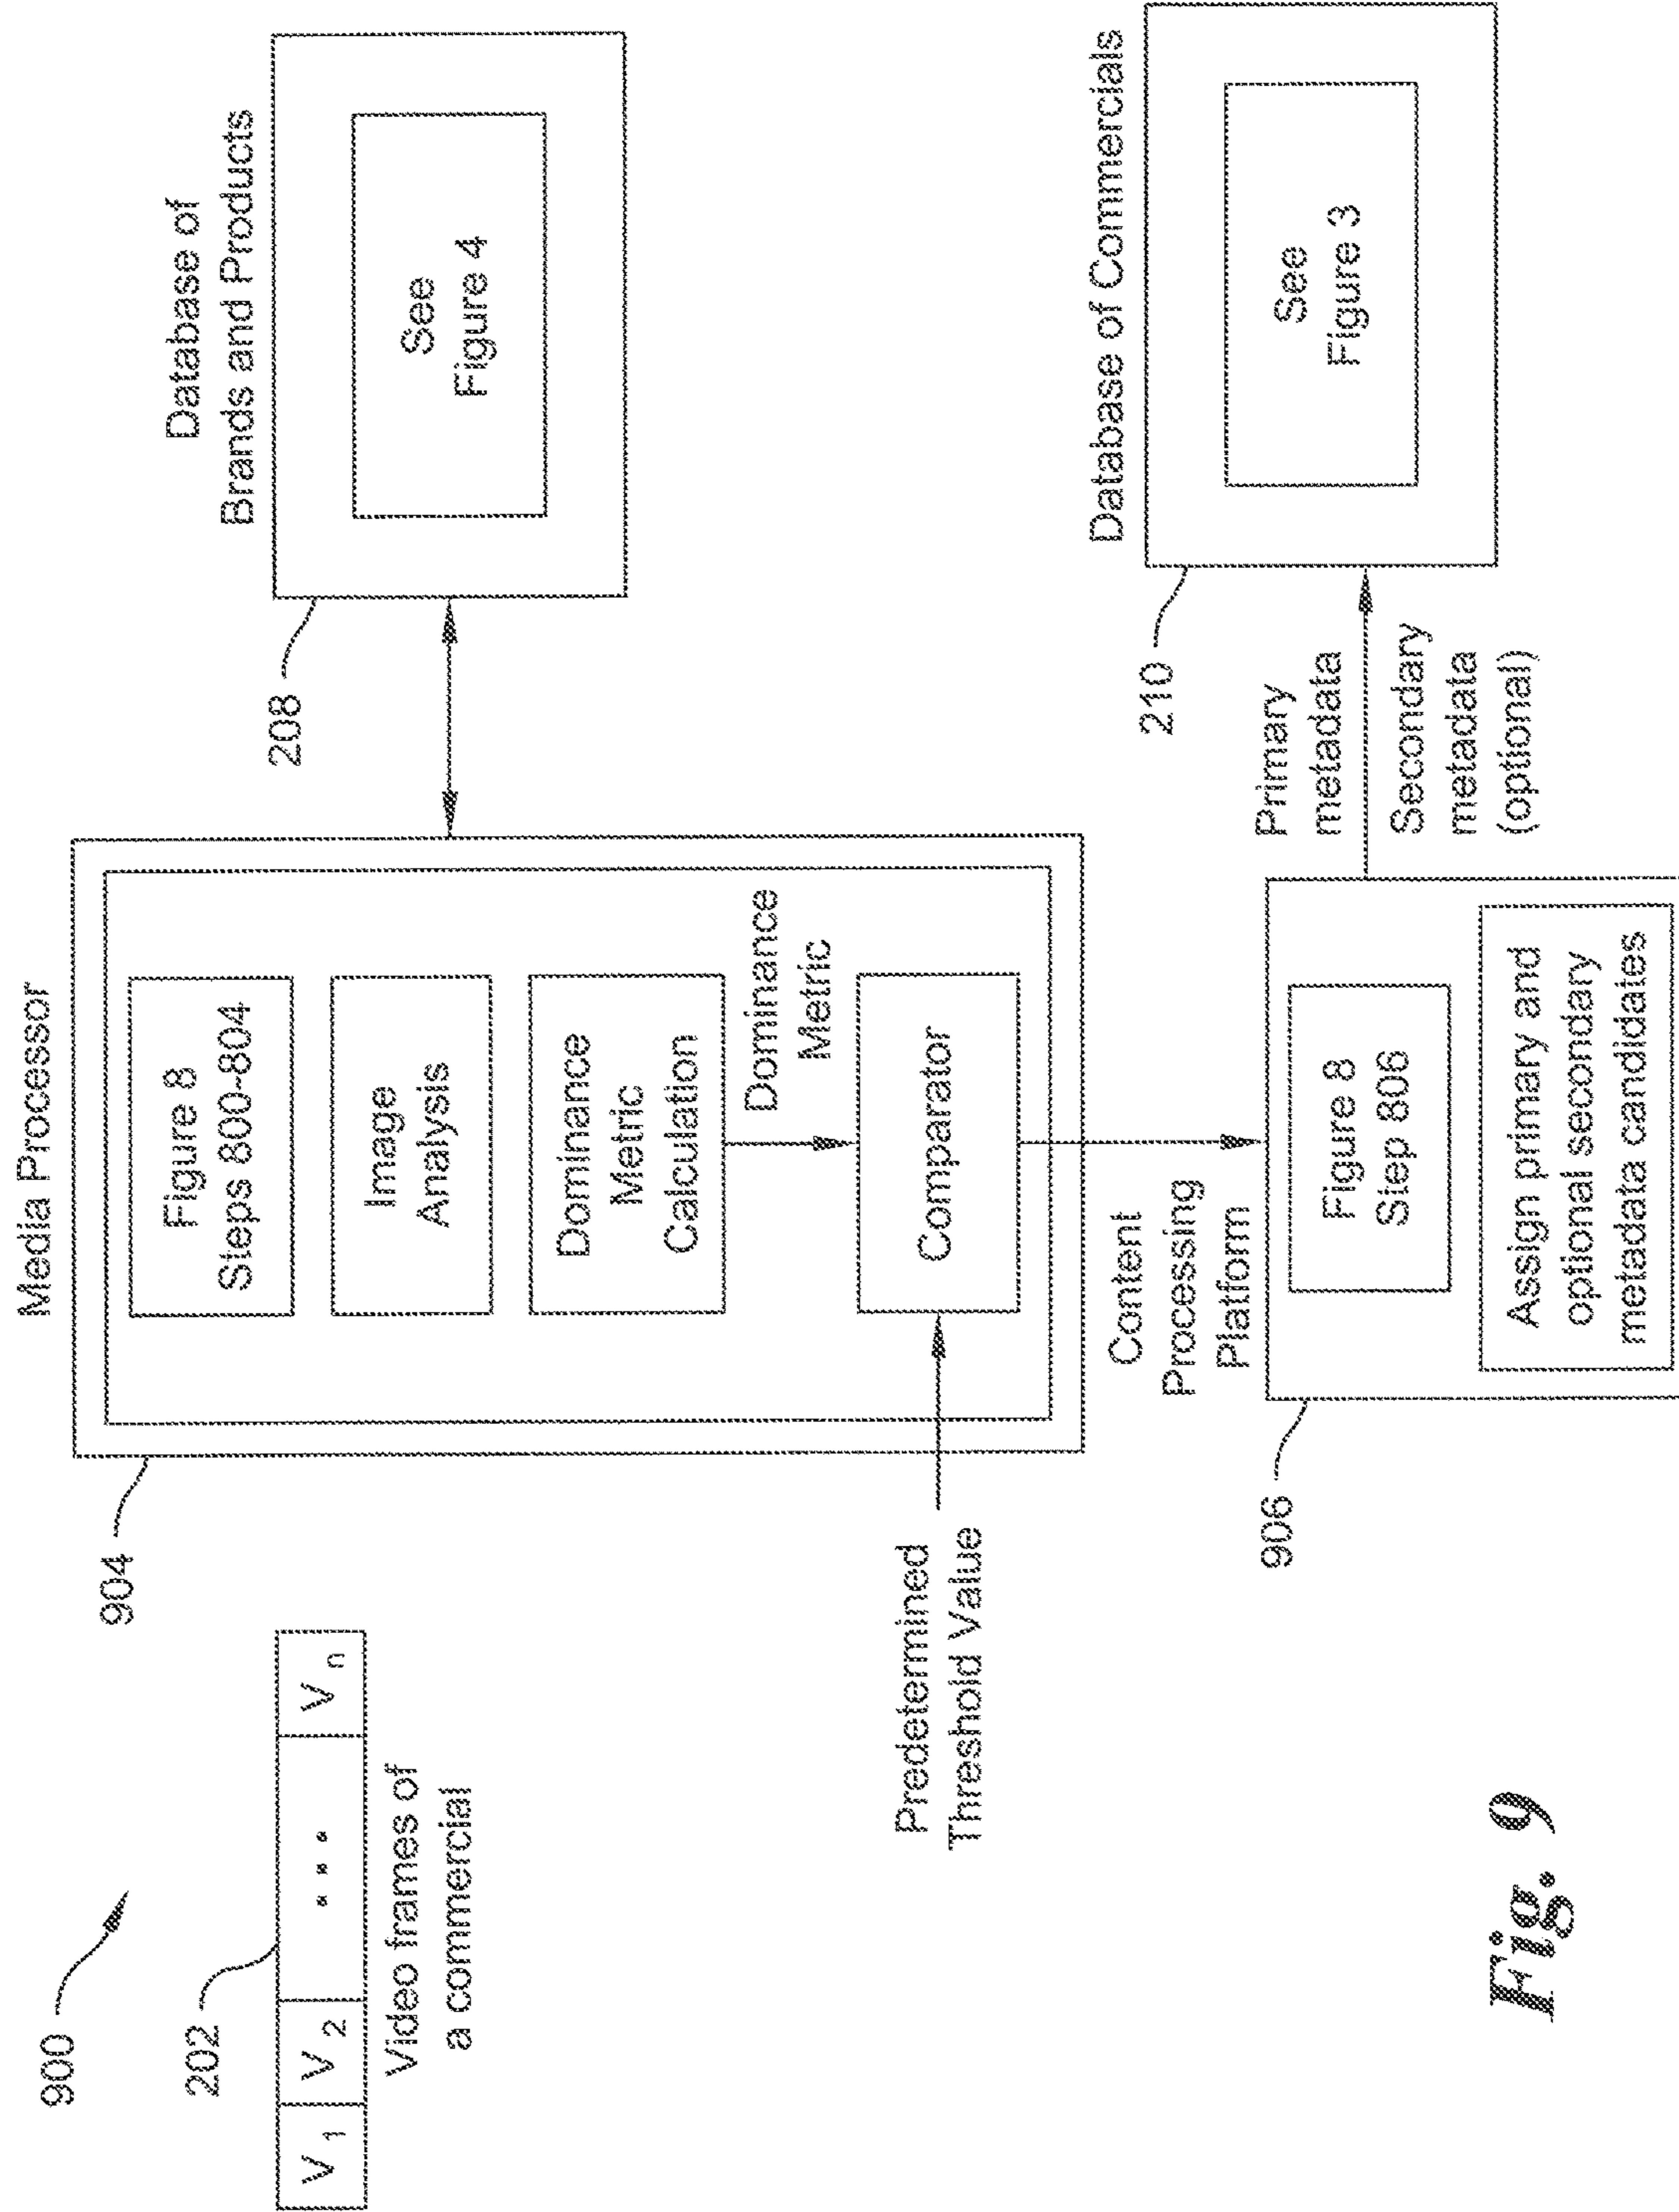 900
202
V 1
V 2
...
V n
Video frames of
a commercial
Media Processor
904
Figure 8
Steps 800-804
Image
Analysis
Dominance
Metric
Calculation
Dominance
Metric
Comparator
Predetermined
Threshold Value
Database of
Brands and Products
208
See
Figure 4
Content
Processing
Platform
906
Figure 8
Step 806
Assign primary and
optional secondary
metadata candidates
Primary
metadata
Secondary
metadata
(optional)
Database of Commercials
210
See
Figure 3
Fig. 9